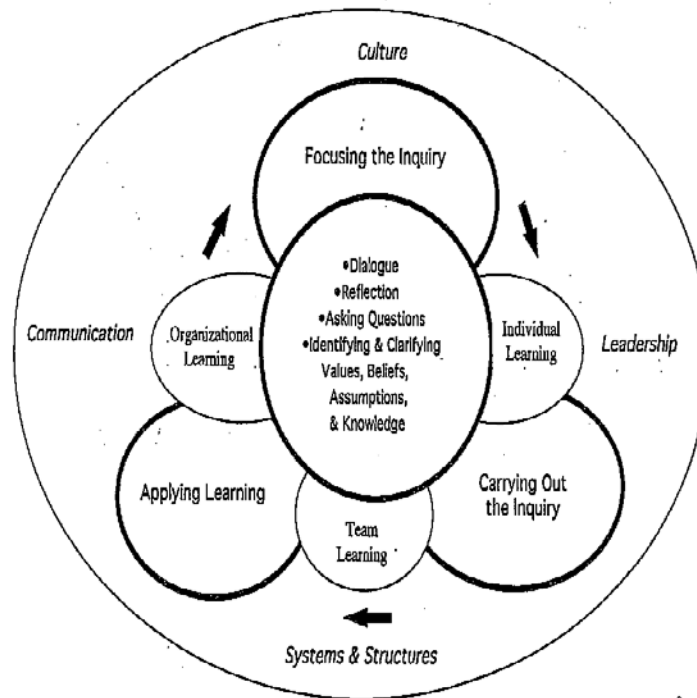 Culture
Focusing the Inquiry
•Dialogue
•Reflection
•Asking Questions
•Identifying & Clarifying
Values, Beliefs,
Assumptions,
& Knowledge
Communication
Organizational
Learning
Individual
Learning
Leadership
Applying Learning
Carrying Out
the Inquiry
Team
Learning
Systems & Structures